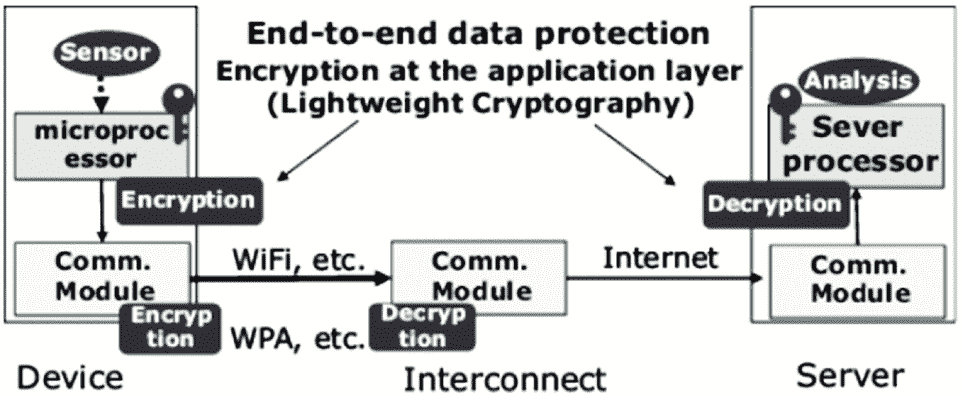 End-to-end data protection
Encryption at the application layer
(Lightweight Cryptography)
Sensor
microproc
essor
Encryption
Comm.
Module
Encryp
tion
Device
WiFi, etc.
WPA, etc.
Comm.
Module
Decryp
tion
Interconnect
Internet
Analysis
Sever
processor
Decryption
Comm.
Module
Server